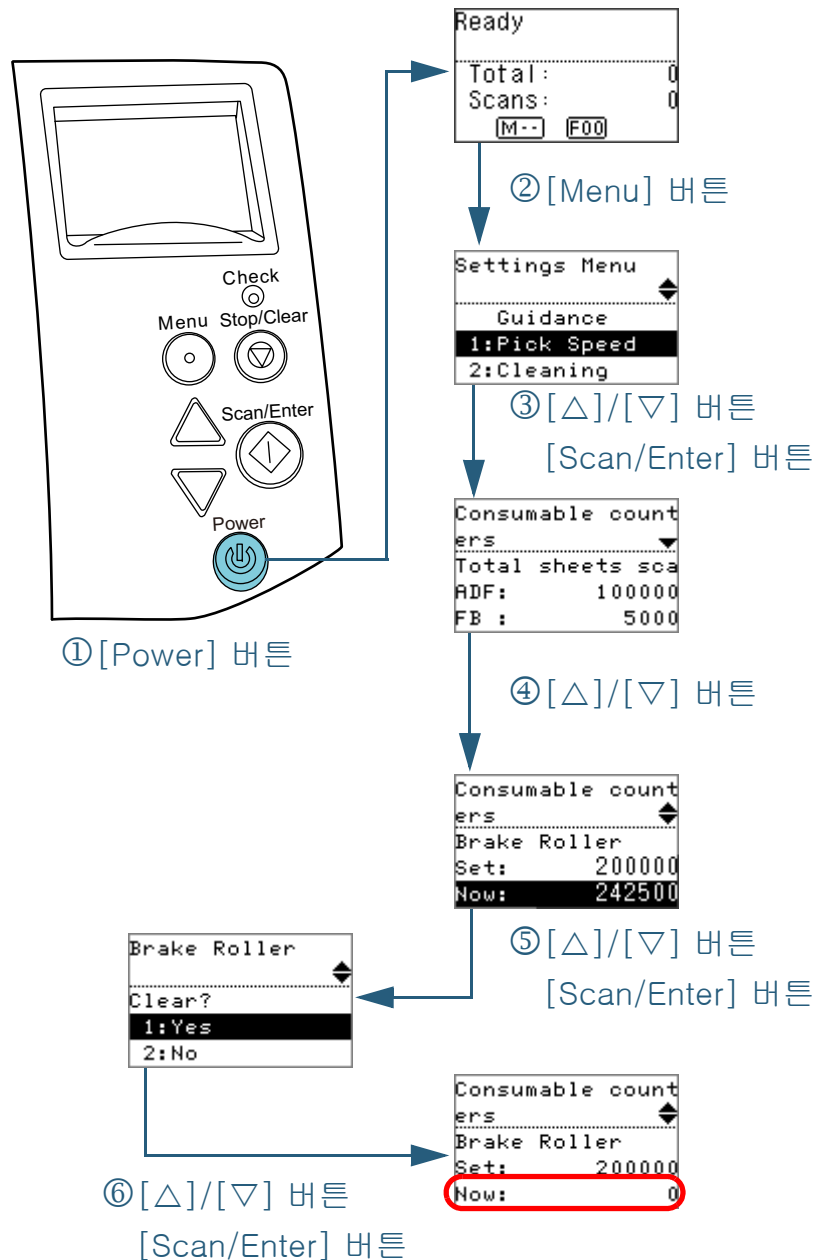 Check
Menu Stop/Clear
Scan/Enter
Power
①[Power] 버튼
Ready
Total: 0
Scans: 0
M-- F00
②[Menu] 버튼
Settings Menu
Guidance
1:Pick Speed
2:Cleaning
③[△]/[▽] 버튼
[Scan/Enter] 버튼
Consumable count
ers
Total sheets sca
ADF: 100000
FB : 5000
④[△]/[▽] 버튼
Consumable count
ers
Brake Roller
Set: 200000
Now: 242500
⑤[△]/[▽] 버튼
[Scan/Enter] 버튼
Brake Roller
Clear?
1:Yes
2:No
⑥[△]/[▽] 버튼
[Scan/Enter] 버튼
Consumable count
ers
Brake Roller
Set: 200000
Now: 0